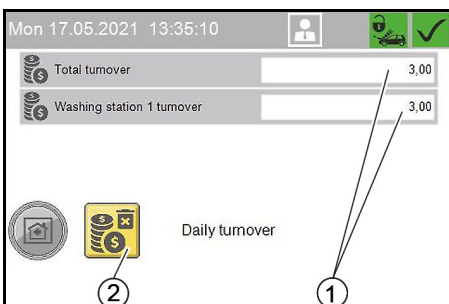 Mon 17.05.2021 13:35:10
Total turnover 3,00
Washing station 1 turnover 3,00
Daily turnover
2 1